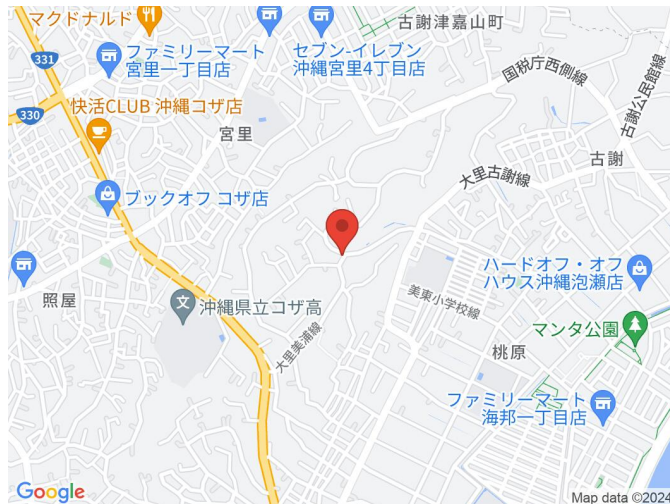 マクドナルド
古謝津嘉山町
331
ファミリーマート
宮里一丁目店
セブン-イレブン
沖縄宮里4丁目店
国税庁西側線
古謝公民館線
330
快活CLUB 沖縄コザ店
宮里
古謝
大里古謝線
ブックオフ コザ店
ハードオフ・オフ
ハウス沖縄泡瀬店
照屋
文
沖縄県立コザ高
美東小学校線
マンタ公園
大里美浦線
桃原
ファミリーマート
海邦一丁目店
Google
Map data ©2024